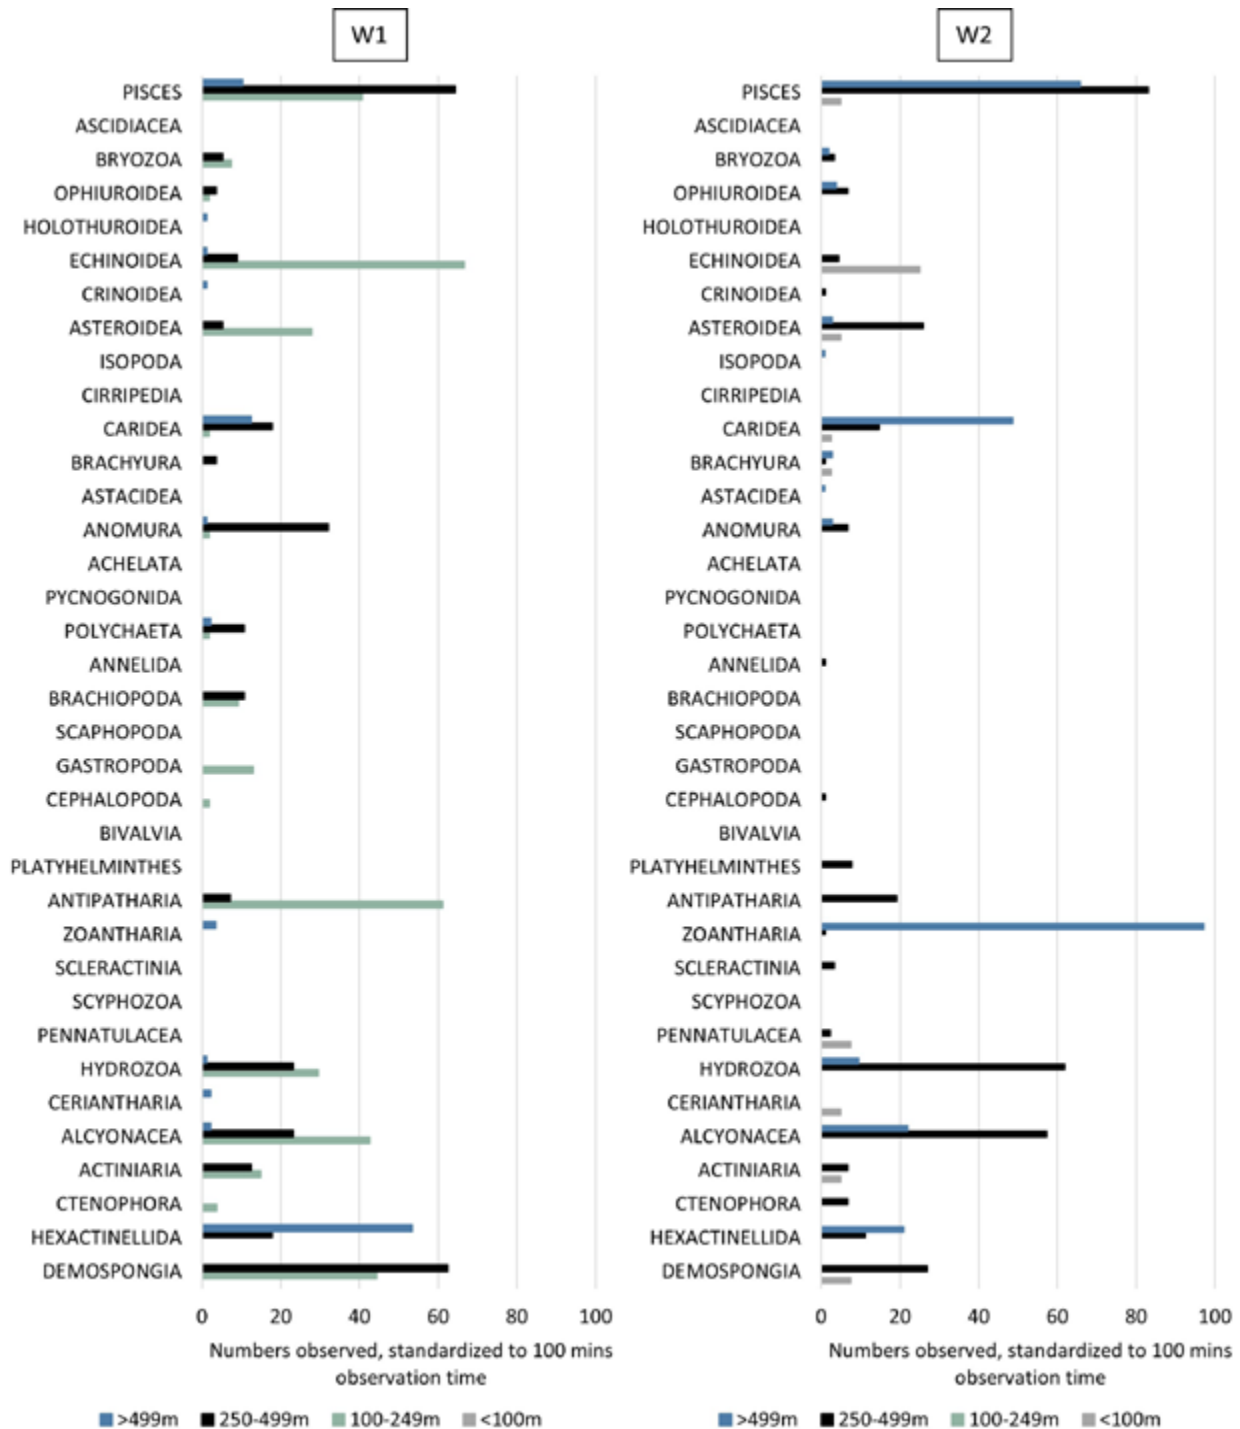 W1
PISCES
ASCIDIACEA
BRYOZOA
OPHIUROIDEA
HOLOTHUROIDEA
ECHINOIDEA
CRINOIDEA
ASTEROIDEA
ISOPODA
CIRRIPEDIA
CARIDEA
BRACHYURA
ASTACIDEA
ANOMURA
ACHELATA
PYCNOGONIDA
POLYCHAETA
ANNELIDA
BRACHIOPODA
SCAPHOPODA
GASTROPODA
CEPHALOPODA
BIVALVIA
PLATYHELMINTHES
ANTIPATHARIA
ZOANTHARIA
SCLERACTINIA
SCYPHOZOA
PENNATULACEA
HYDROZOA
CERIANTHARIA
ALCYONACEA
ACTINIARIA
CTENOPHORA
HEXACTINELLIDA
DEMOSPONGIA
0 20 40 60 80 100
Numbers observed, standardized to 100 mins
observation time
>499m 250-499m 100-249m <100m
W2
PISCES
ASCIDIACEA
BRYOZOA
OPHIUROIDEA
HOLOTHUROIDEA
ECHINOIDEA
CRINOIDEA
ASTEROIDEA
ISOPODA
CIRRIPEDIA
CARIDEA
BRACHYURA
ASTACIDEA
ANOMURA
ACHELATA
PYCNOGONIDA
POLYCHAETA
ANNELIDA
BRACHIOPODA
SCAPHOPODA
GASTROPODA
CEPHALOPODA
BIVALVIA
PLATYHELMINTHES
ANTIPATHARIA
ZOANTHARIA
SCLERACTINIA
SCYPHOZOA
PENNATULACEA
HYDROZOA
CERIANTHARIA
ALCYONACEA
ACTINIARIA
CTENOPHORA
HEXACTINELLIDA
DEMOSPONGIA
0 20 40 60 80 100
Numbers observed, standardized to 100 mins
observation time
>499m 250-499m 100-249m <100m